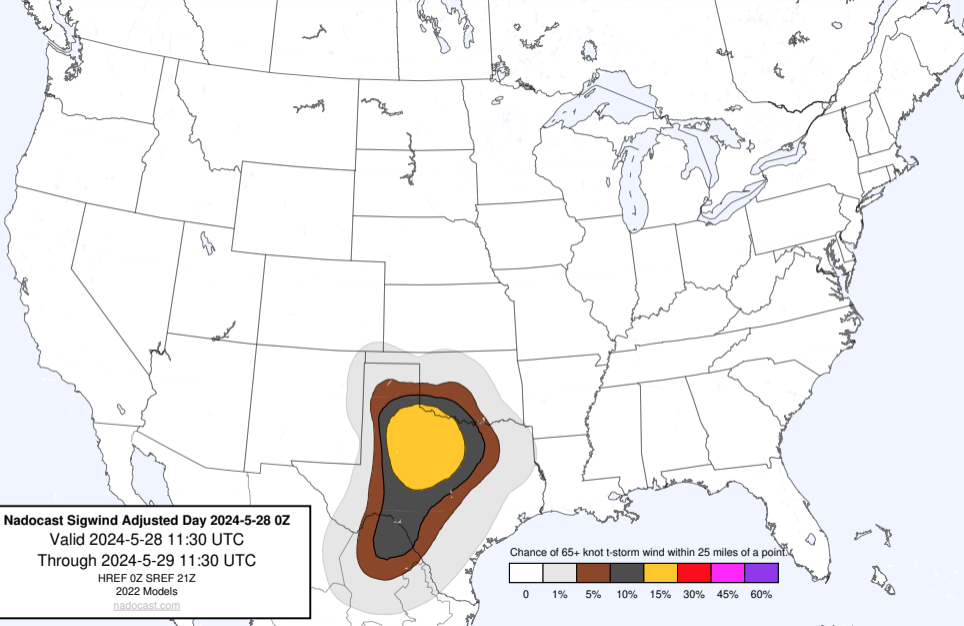 Nadocast Sigwind Adjusted Day 2024-5-28 0Z
Valid 2024-5-28 11:30 UTC
Through 2024-5-29 11:30 UTC
HREF 0Z SREF 21Z
2022 Models
nadocast.com
Chance of 65+ knot t-storm wind within 25 miles of a point.
0 1% 5% 10% 15% 30% 45% 60%